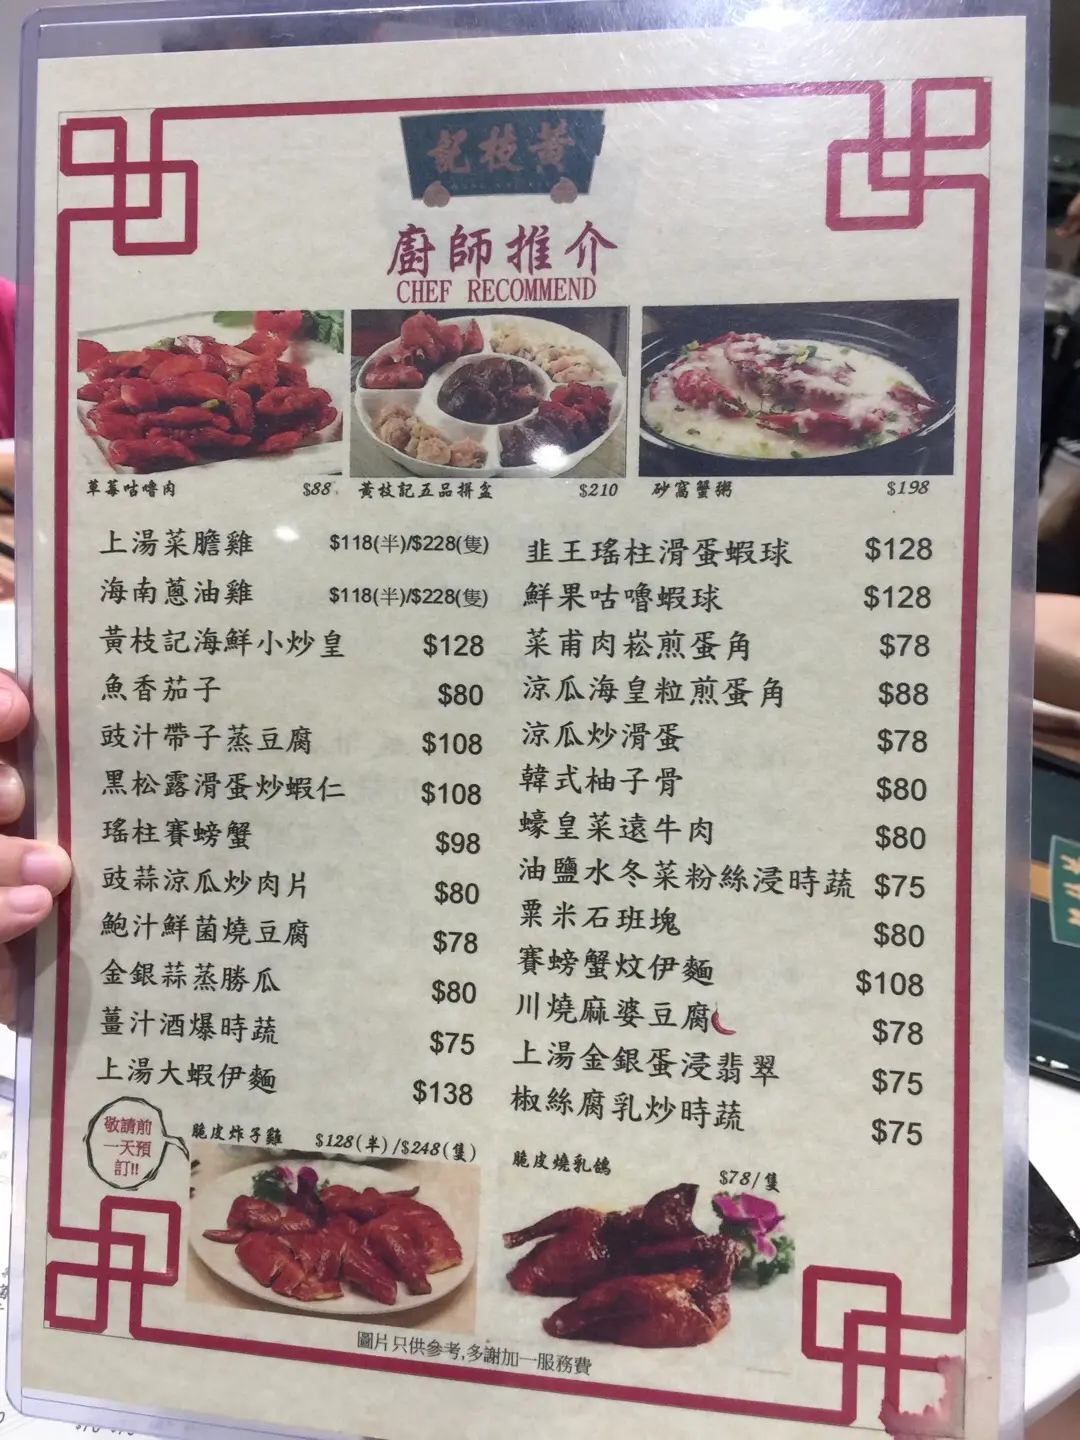 黃枝記
廚師推介
CHEF RECOMMEND
草莓咕嚕肉 $88
黃枝記五品拼盆 $210
砂窩蟹粥 $198
上湯菜膽雞 $118(半)/$228(隻)
海南蔥油雞 $118(半)/$228(隻)
黃枝記海鮮小炒皇 $128
魚香茄子 $80
豉汁帶子蒸豆腐 $108
黑松露滑蛋炒蝦仁 $108
瑤柱賽螃蟹 $98
豉蒜涼瓜炒肉片 $80
鮑汁鮮菌燒豆腐 $78
金銀蒜蒸勝瓜 $80
薑汁酒爆時蔬 $75
上湯大蝦伊麵 $138
韭王瑤柱滑蛋蝦球 $128
鮮果咕嚕蝦球 $128
菜甫肉崧煎蛋角 $78
涼瓜海皇粒煎蛋角 $88
涼瓜炒滑蛋 $78
韓式柚子骨 $80
蠔皇菜遠牛肉 $80
油鹽水冬菜粉絲浸時蔬 $75
粟米石班塊 $80
賽螃蟹炆伊麵 $108
川燒麻婆豆腐 $78
上湯金銀蛋浸翡翠 $75
椒絲腐乳炒時蔬 $75
敬請前
一天預
訂!!
脆皮炸子雞 $128(半)/$248(隻)
脆皮燒乳鴿 $78/隻
圖片只供參考,多謝加一服務費